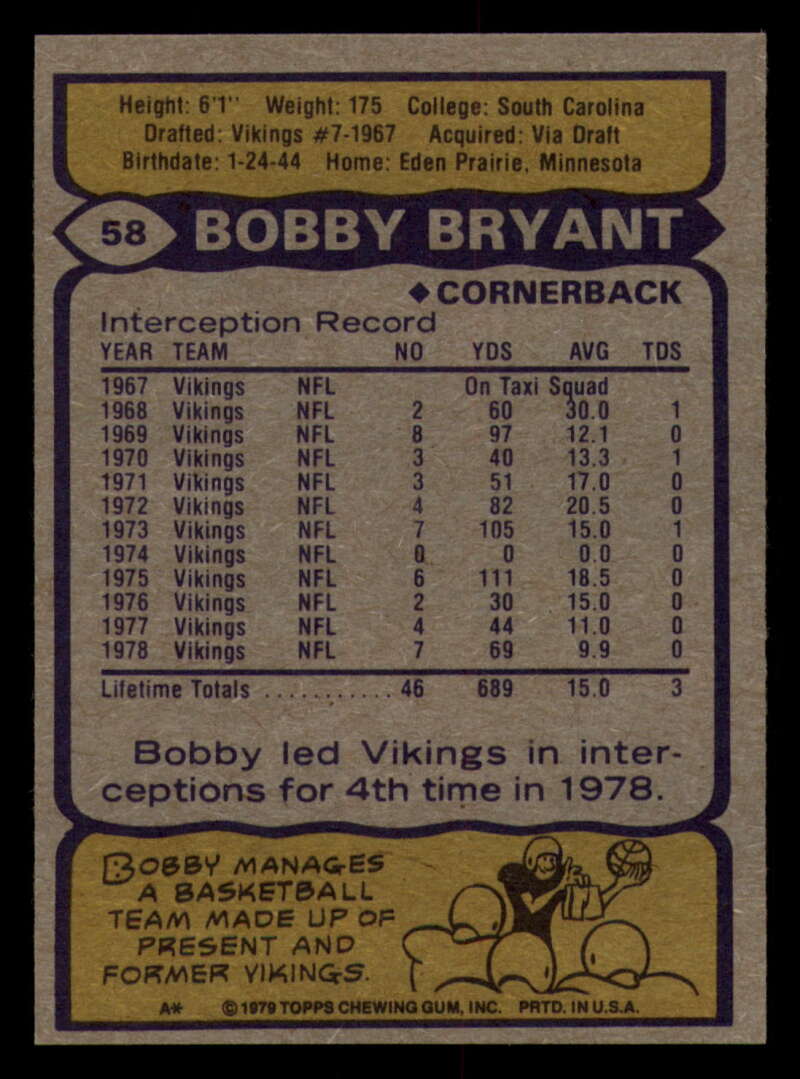 Height: 6'1" Weight: 175 College: South Carolina
Drafted: Vikings #7-1967 Acquired: Via Draft
Birthdate: 1-24-44 Home: Eden Prairie, Minnesota
58 BOBBY BRYANT
♦ CORNERBACK
Interception Record
YEAR TEAM NO YDS AVG TDS
1967 Vikings NFL On Taxi Squad
1968 Vikings NFL 2 60 30.0 1
1969 Vikings NFL 8 97 12.1 0
1970 Vikings NFL 3 40 13.3 1
1971 Vikings NFL 3 51 17.0 0
1972 Vikings NFL 4 82 20.5 0
1973 Vikings NFL 7 105 15.0 1
1974 Vikings NFL 0 0 0.0 0
1975 Vikings NFL 6 111 18.5 0
1976 Vikings NFL 2 30 15.0 0
1977 Vikings NFL 4 44 11.0 0
1978 Vikings NFL 7 69 9.9 0
Lifetime Totals ........... 46 689 15.0 3
Bobby led Vikings in inter-
ceptions for 4th time in 1978.
BOBBY MANAGES
A BASKETBALL
TEAM MADE UP OF
PRESENT AND
FORMER VIKINGS.
A* ©1979 TOPPS CHEWING GUM, INC. PRTD. IN U.S.A.